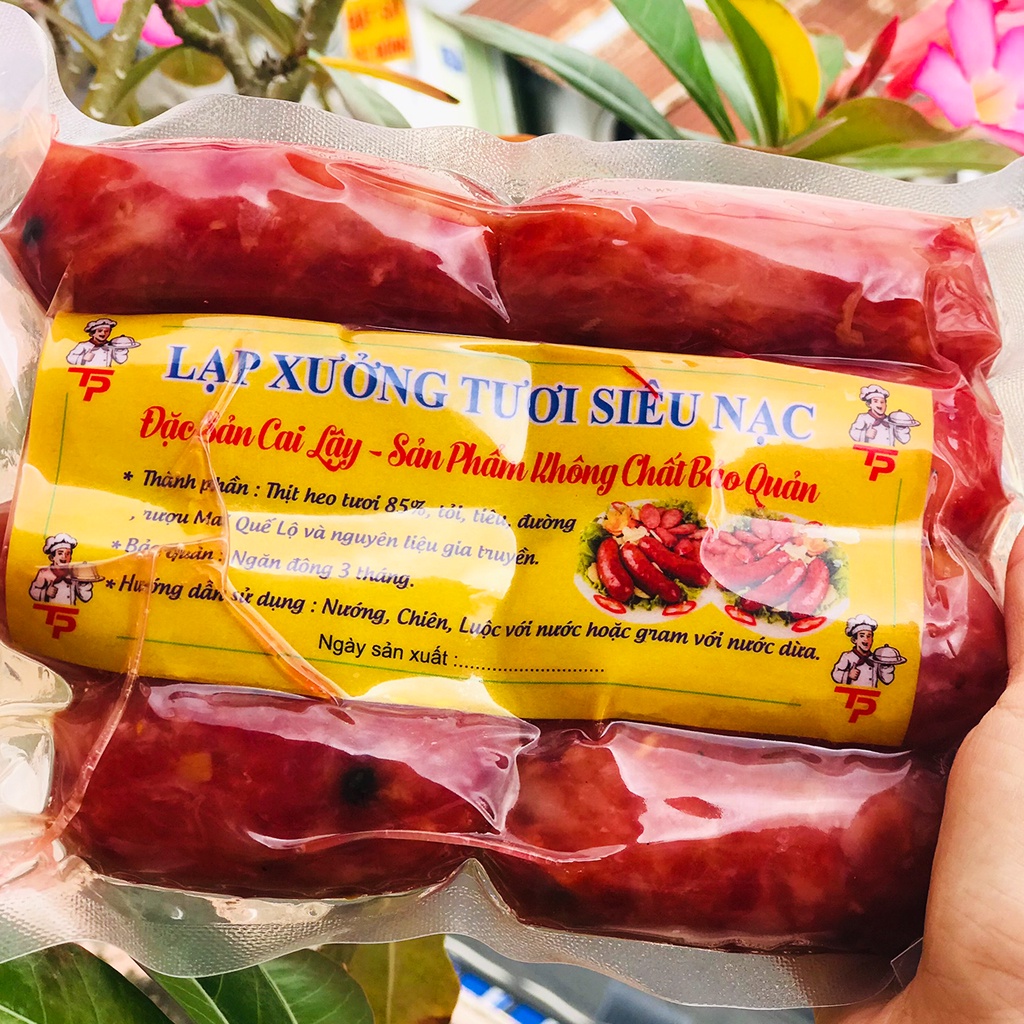 LẠP XƯỞNG TƯƠI SIÊU NẠC
Đặc Sản Cai Lậy - Sản Phẩm Không Chất Bảo Quản
* Thành phần : Thịt heo tươi 85%, tỏi, tiêu, đường
, rượu Mai Quế Lộ và nguyên liệu gia truyền.
* Bảo quản : Ngăn đông 3 tháng.
* Hướng dẫn sử dụng : Nướng, Chiên, Luộc với nước hoặc gram với nước dừa.
Ngày sản xuất :........................
TP
TP
TP
TP